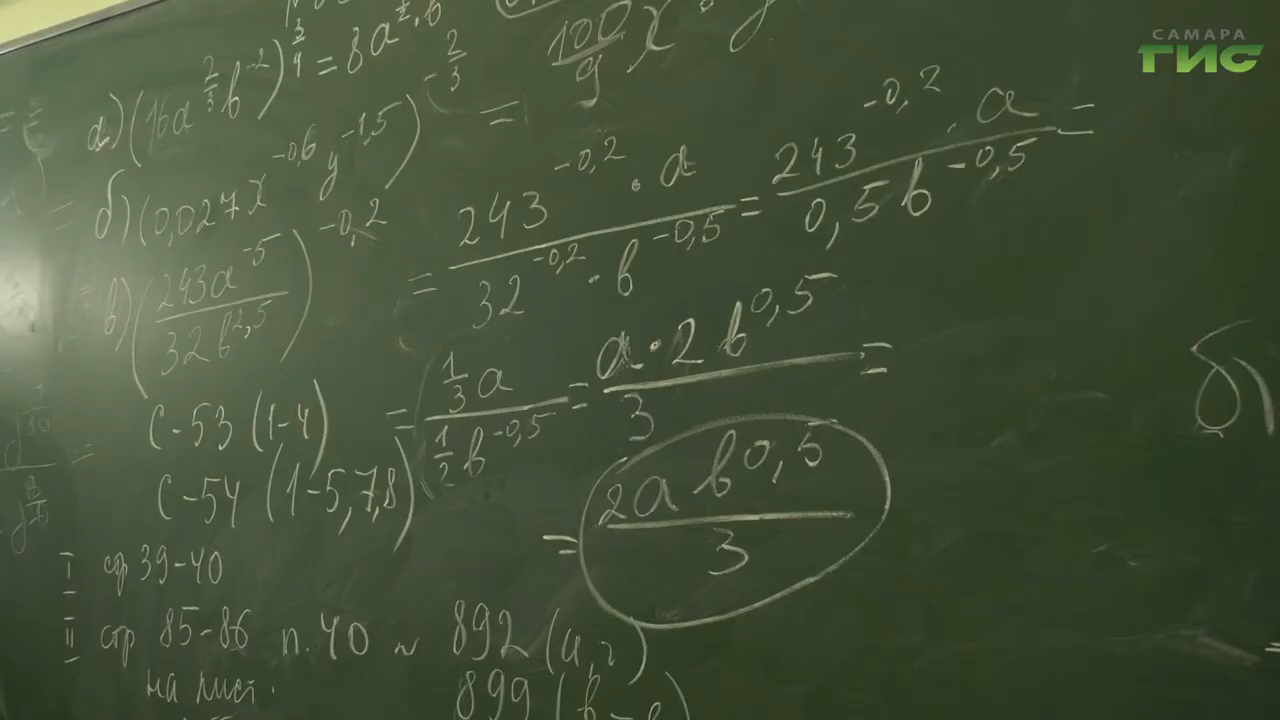 САМАРА
ГИС
а) (16a^{2/3} b^{-2})^{3/4} = 8a^{
б) (0,027x^{-0,6} y^{-1,5})^{-2/3} = 100/9 x
в) (243a^{-5} / 32b^{2,5})^{-0,2} = 243^{-0,2} · a / 32^{-0,2} · b^{-0,5} = 243^{-0,2} · a / 0,5b^{-0,5} =
= 1/3 a / 1/2 b^{-0,5} = a · 2b^{0,5} / 3 =
= 2ab^{0,5} / 3
С-53 (1-4)
С-54 (1-5,7,8)
I стр 39-40
II стр 85-86 п.40 № 892 (а,г)
на лист. 899 (в-е)
б)